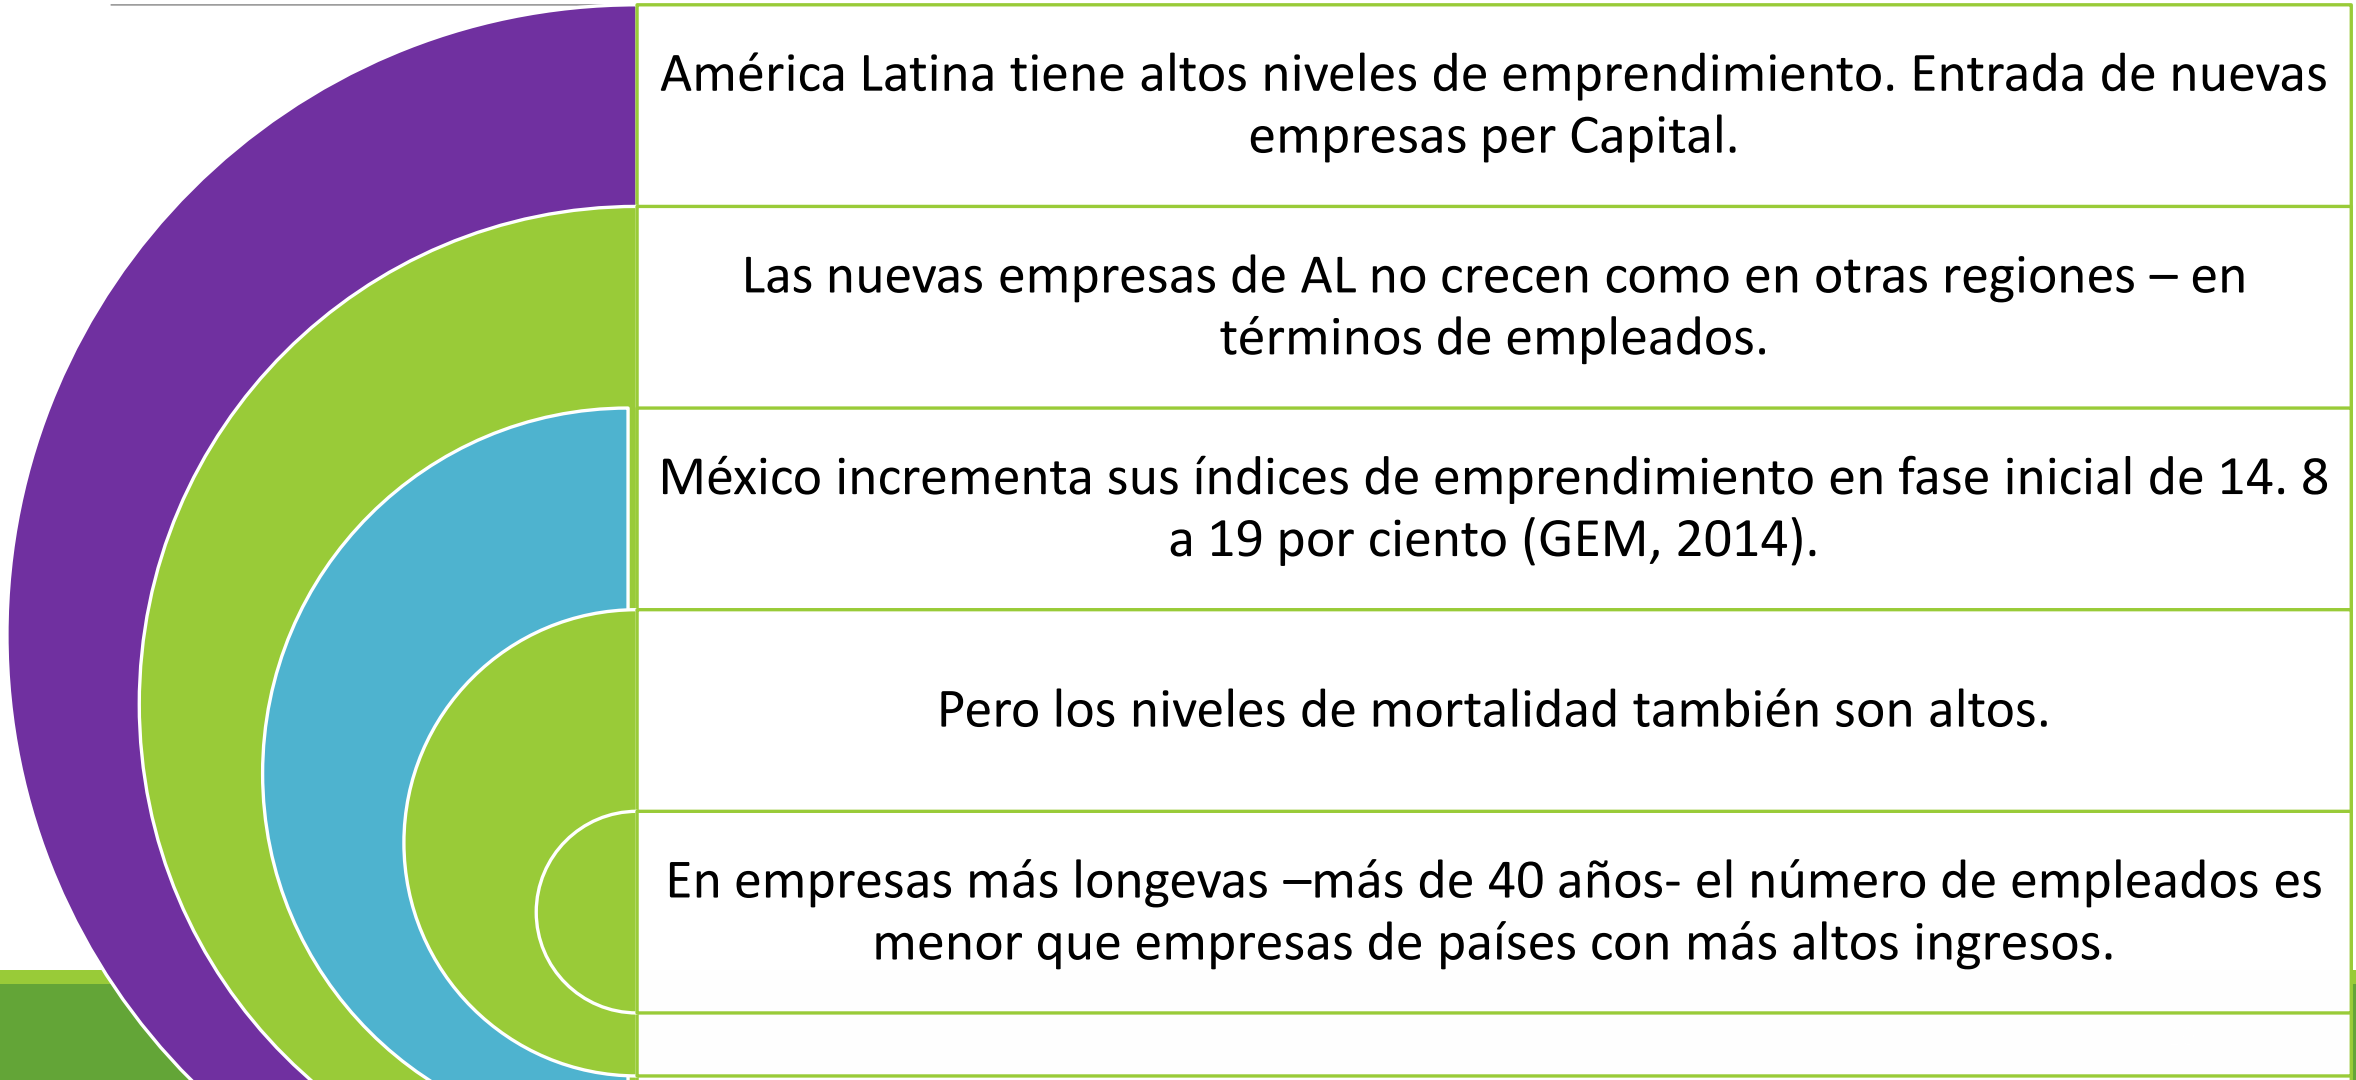 América Latina tiene altos niveles de emprendimiento. Entrada de nuevas
empresas per Capital.
Las nuevas empresas de AL no crecen como en otras regiones – en
términos de empleados.
México incrementa sus índices de emprendimiento en fase inicial de 14. 8
a 19 por ciento (GEM, 2014).
Pero los niveles de mortalidad también son altos.
En empresas más longevas –más de 40 años- el número de empleados es
menor que empresas de países con más altos ingresos.